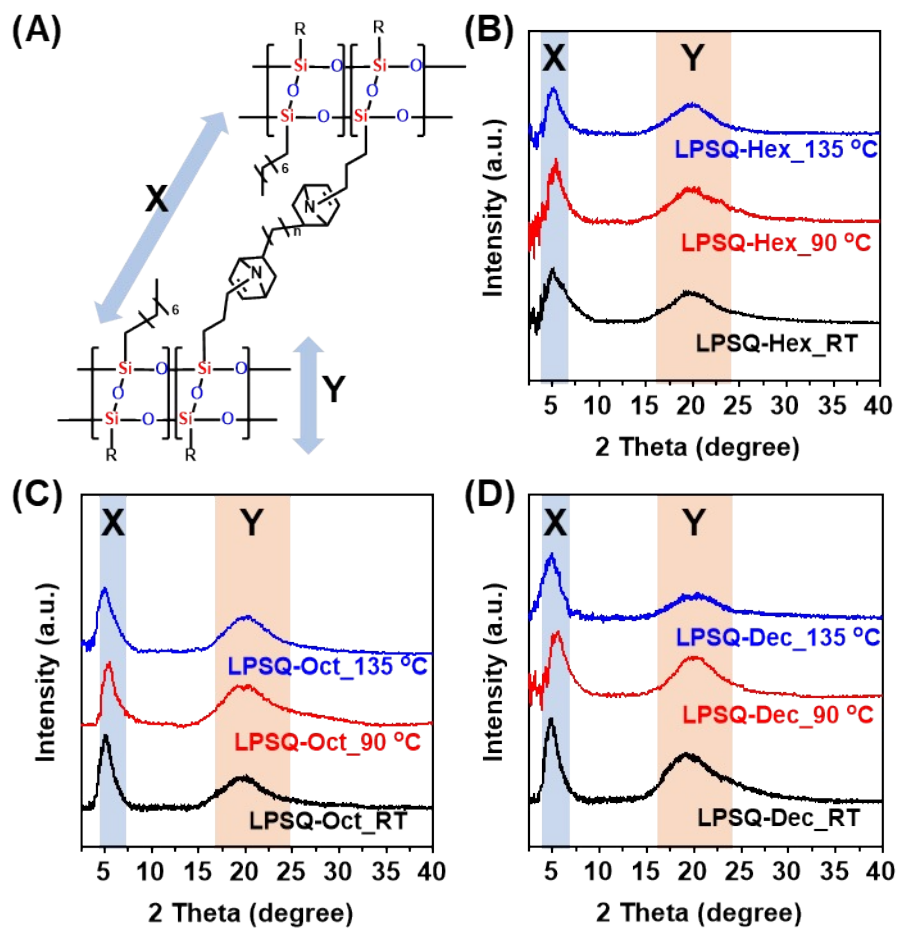 (A)
R
R
Si
O
Si
O
O
Si
O
Si
O
O
6
X
N
n
N
6
Si
O
Si
O
O
Si
O
Si
O
O
R
R
Y
(B)
X
Y
LPSQ-Hex_135 °C
LPSQ-Hex_90 °C
LPSQ-Hex_RT
Intensity (a.u.)
5 10 15 20 25 30 35 40
2 Theta (degree)
(C)
X
Y
LPSQ-Oct_135 °C
LPSQ-Oct_90 °C
LPSQ-Oct_RT
Intensity (a.u.)
5 10 15 20 25 30 35 40
2 Theta (degree)
(D)
X
Y
LPSQ-Dec_135 °C
LPSQ-Dec_90 °C
LPSQ-Dec_RT
Intensity (a.u.)
5 10 15 20 25 30 35 40
2 Theta (degree)